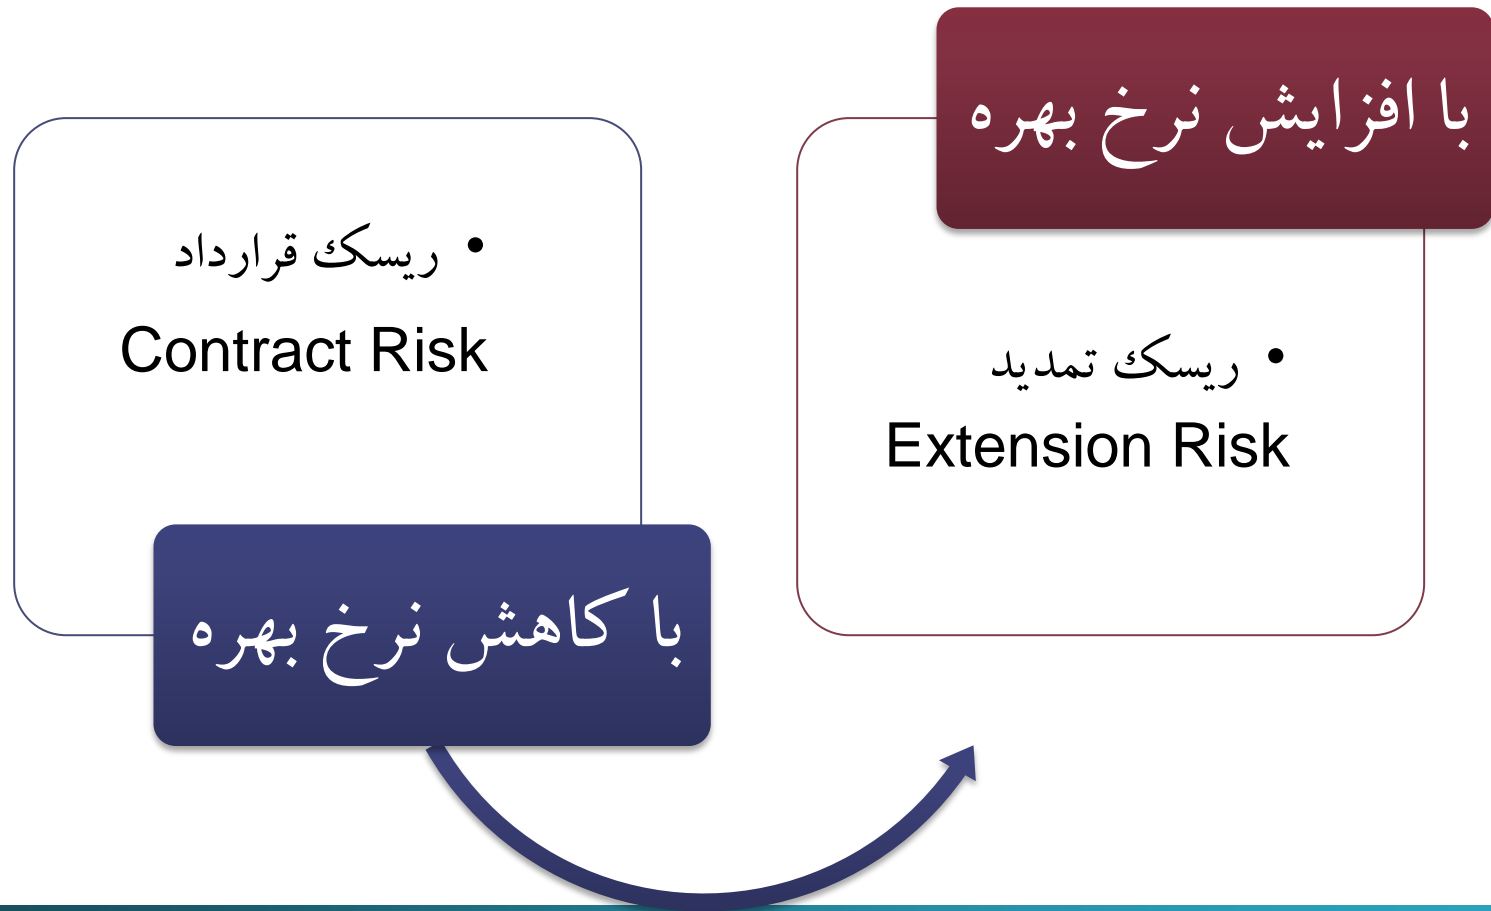 با افزایش نرخ بهره
• ریسک تمدید
Extension Risk
• ریسک قرارداد
Contract Risk
با کاهش نرخ بهره